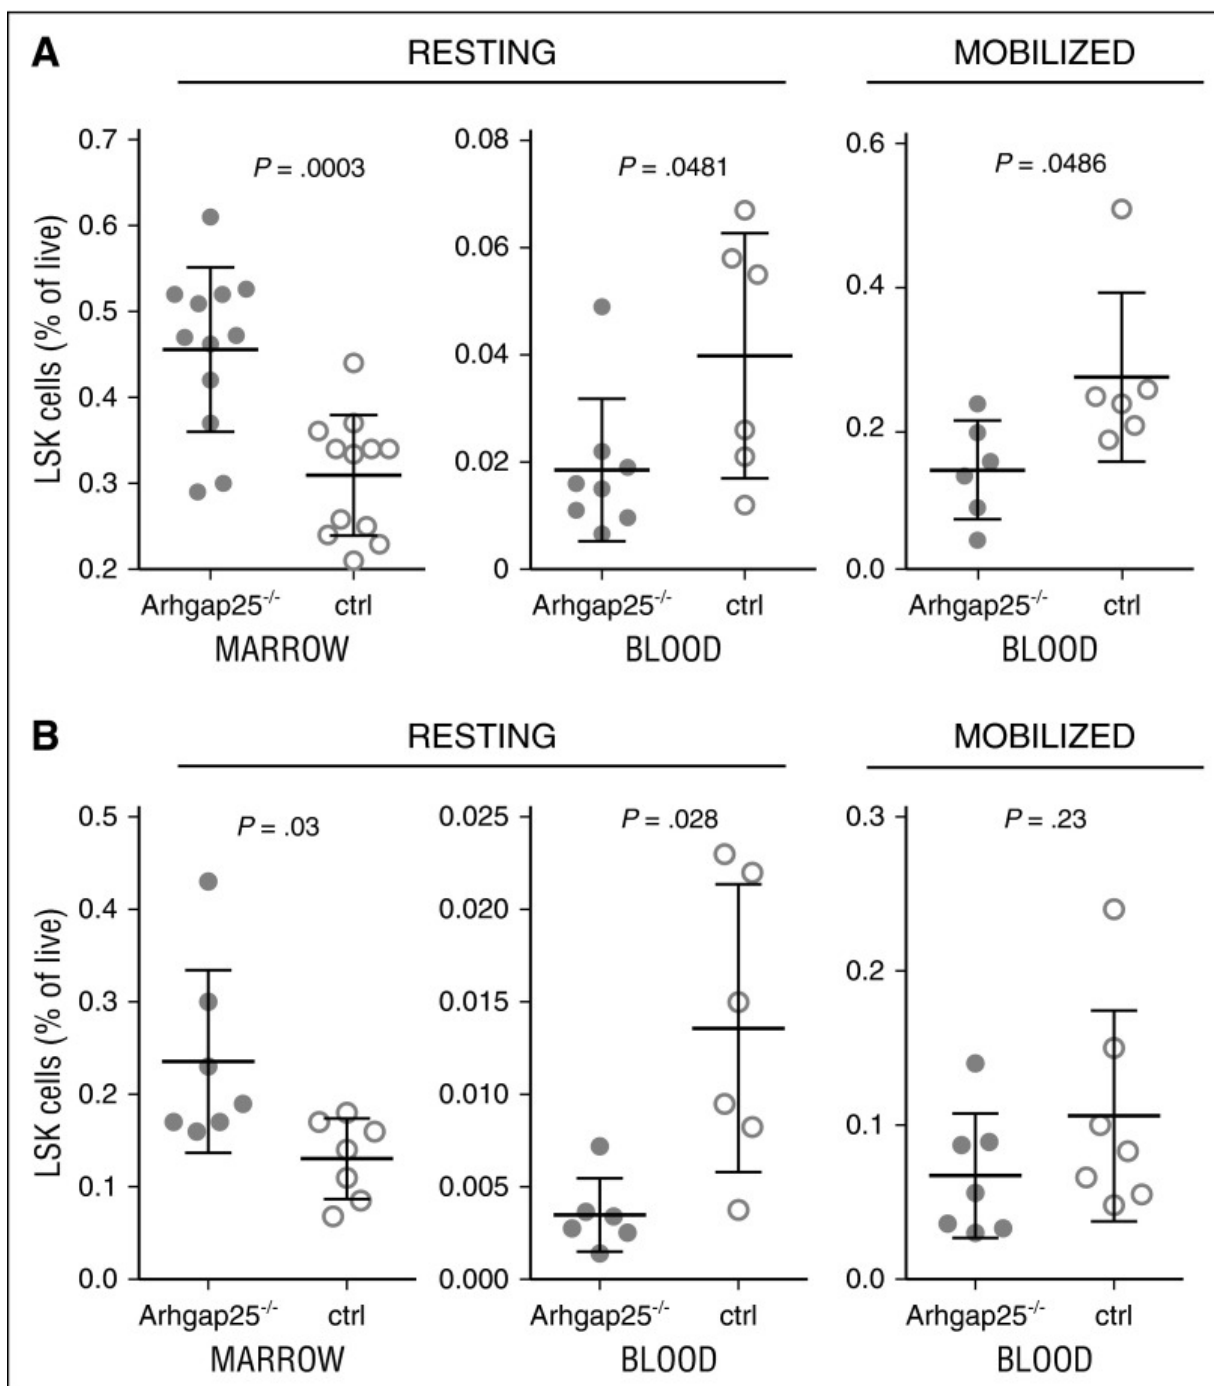 A
RESTING
MOBILIZED
LSK cells (% of live)
0.7
0.6
0.5
0.4
0.3
0.2
P = .0003
Arhgap25-/-
ctrl
MARROW
0.08
0.06
0.04
0.02
0
P = .0481
Arhgap25-/-
ctrl
BLOOD
0.6
0.4
0.2
0.0
P = .0486
Arhgap25-/-
ctrl
BLOOD
B
RESTING
MOBILIZED
LSK cells (% of live)
0.5
0.4
0.3
0.2
0.1
0.0
P = .03
Arhgap25-/-
ctrl
MARROW
0.025
0.020
0.015
0.010
0.005
0.000
P = .028
Arhgap25-/-
ctrl
BLOOD
0.3
0.2
0.1
0.0
P = .23
Arhgap25-/-
ctrl
BLOOD